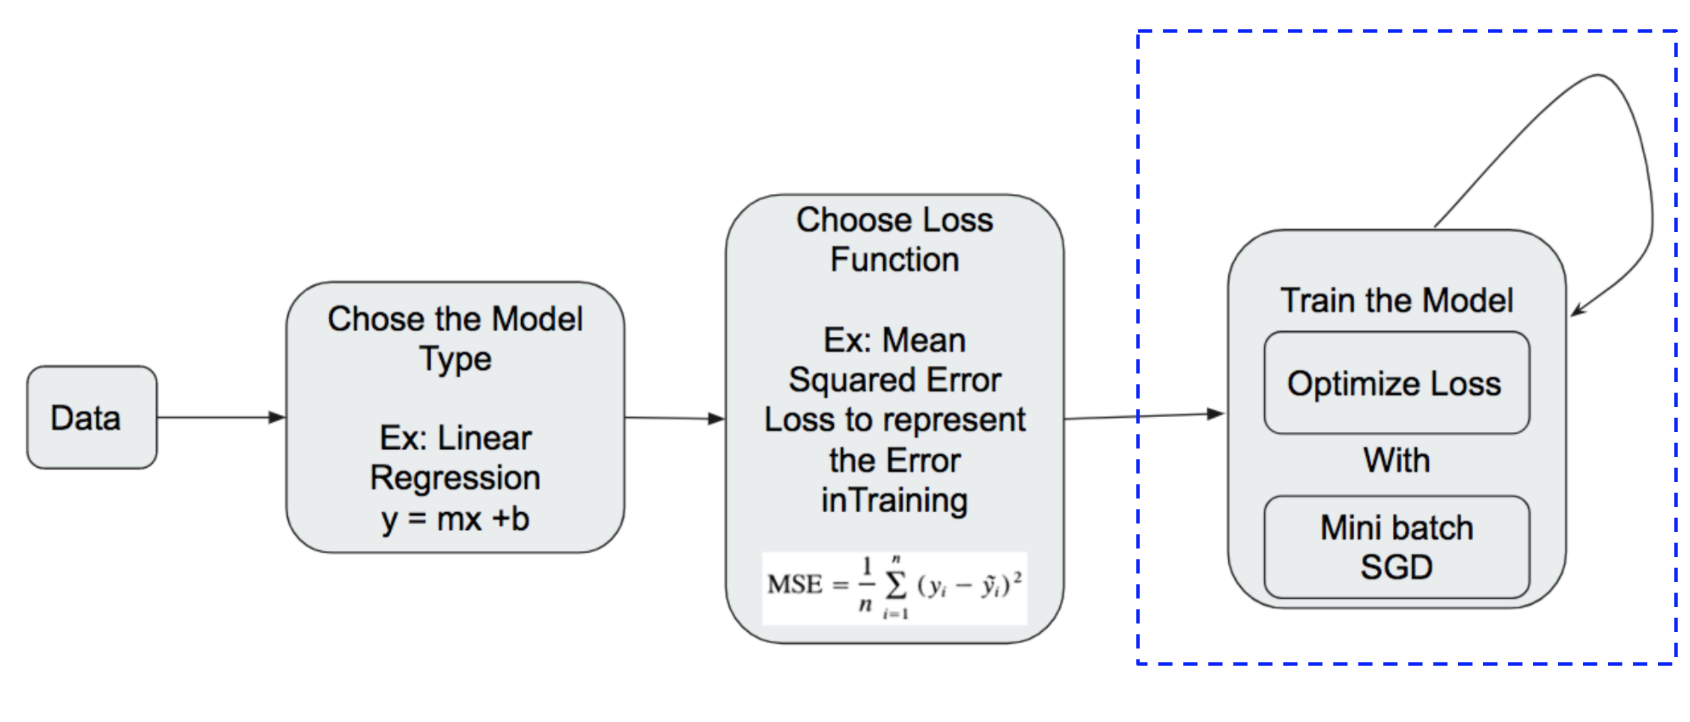 Data
Chose the Model
Type
Ex: Linear
Regression
y = mx +b
Choose Loss
Function
Ex: Mean
Squared Error
Loss to represent
the Error
inTraining
MSE = \frac{1}{n} \sum_{i=1}^{n} (y_i - \tilde{y}_i)^2
Train the Model
Optimize Loss
With
Mini batch
SGD